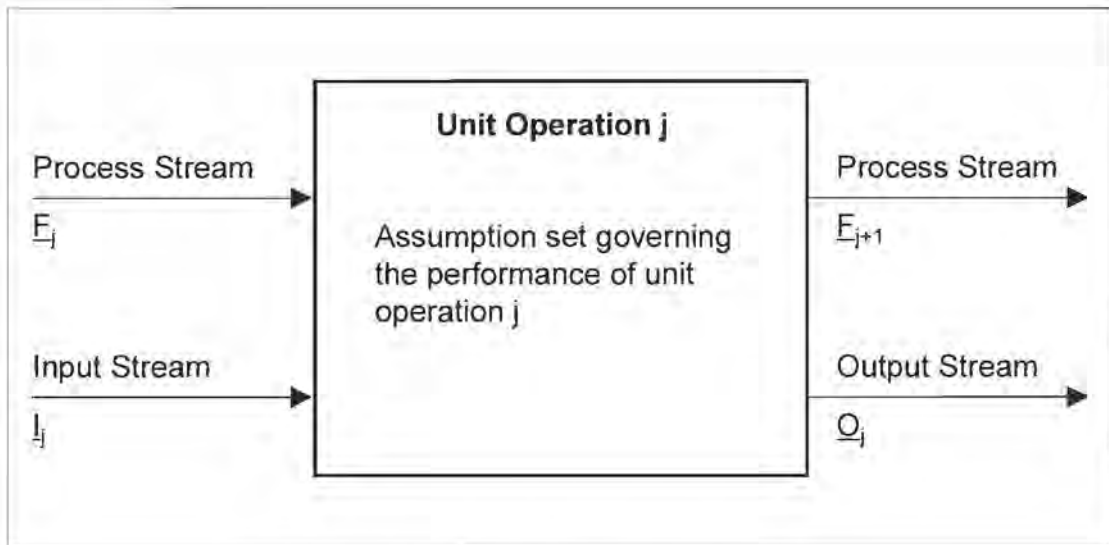 Unit Operation j
Process Stream
F_j
Assumption set governing
the performance of unit
operation j
Input Stream
I_j
Process Stream
F_j+1
Output Stream
O_j